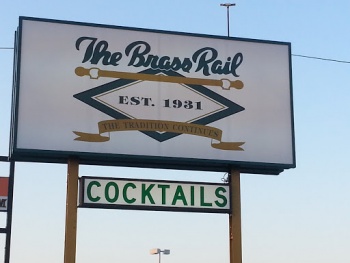 The Brass Rail
EST. 1931
THE TRADITION CONTINUES
COCKTAILS